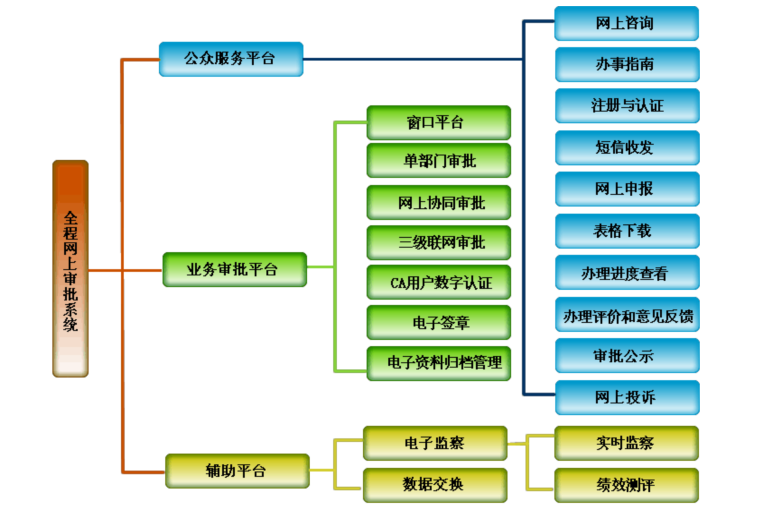 全程网上审批系统
公众服务平台
网上咨询
办事指南
注册与认证
短信收发
网上申报
表格下载
办理进度查看
办理评价和意见反馈
审批公示
网上投诉
业务审批平台
窗口平台
单部门审批
网上协同审批
三级联网审批
CA用户数字认证
电子签章
电子资料归档管理
辅助平台
电子监察
实时监察
绩效测评
数据交换